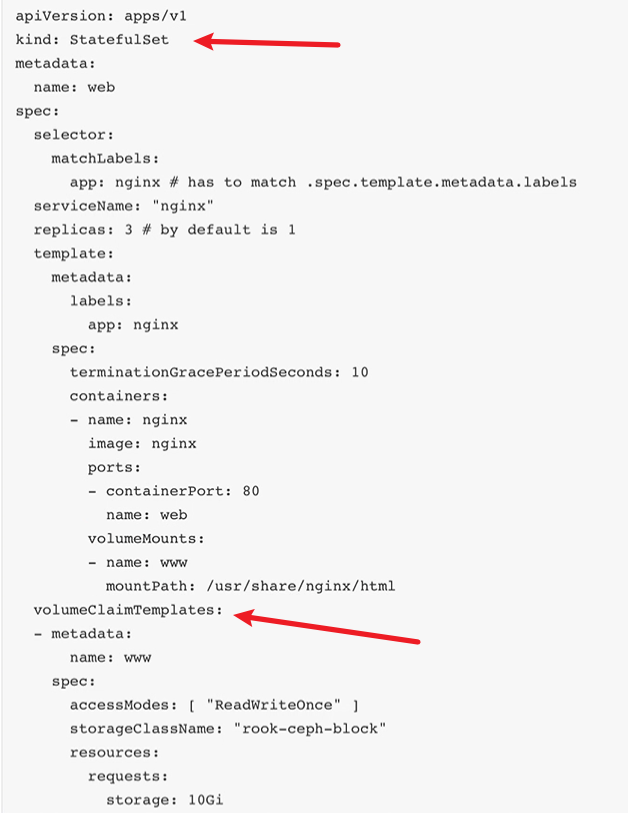 apiVersion: apps/v1
kind: StatefulSet
metadata:
  name: web
spec:
  selector:
    matchLabels:
      app: nginx # has to match .spec.template.metadata.labels
  serviceName: "nginx"
  replicas: 3 # by default is 1
  template:
    metadata:
      labels:
        app: nginx
    spec:
      terminationGracePeriodSeconds: 10
      containers:
      - name: nginx
        image: nginx
        ports:
        - containerPort: 80
          name: web
        volumeMounts:
        - name: www
          mountPath: /usr/share/nginx/html
  volumeClaimTemplates:
  - metadata:
      name: www
    spec:
      accessModes: [ "ReadWriteOnce" ]
      storageClassName: "rook-ceph-block"
      resources:
        requests:
          storage: 10Gi